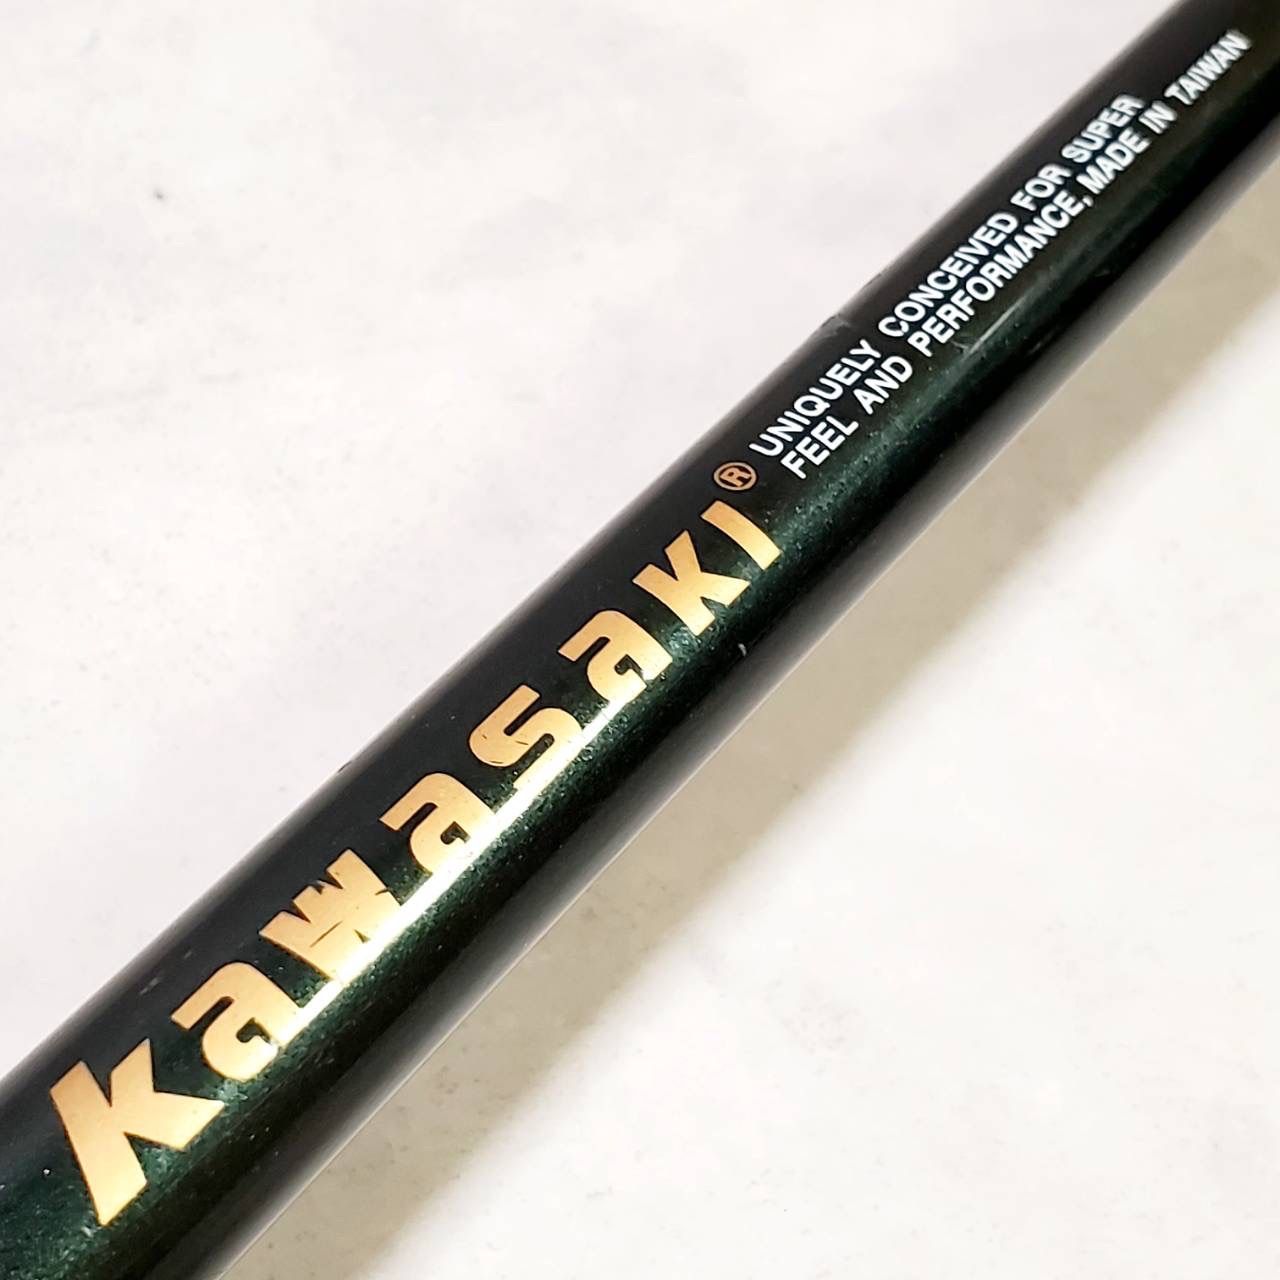 Kawasaki®
UNIQUELY CONCEIVED FOR SUPER
FEEL AND PERFORMANCE, MADE IN TAIWAN